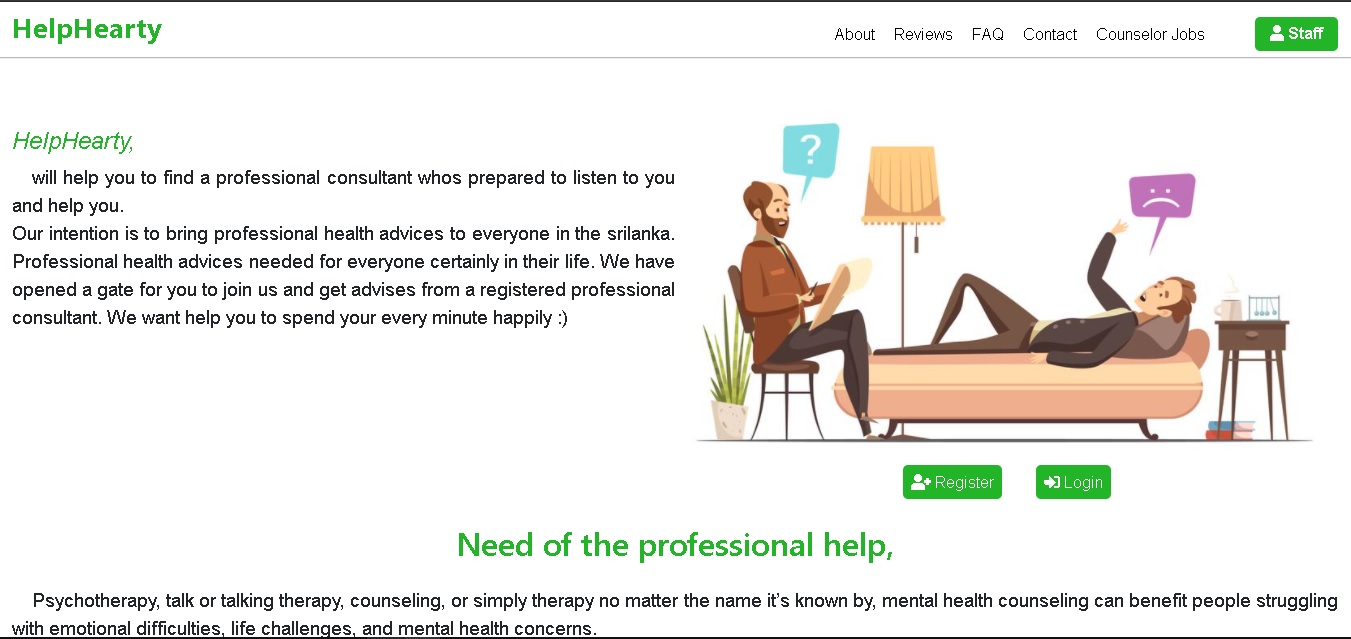 HelpHearty
About Reviews FAQ Contact Counselor Jobs Staff
HelpHearty,
will help you to find a professional consultant whos prepared to listen to you
and help you.
Our intention is to bring professional health advices to everyone in the srilanka.
Professional health advices needed for everyone certainly in their life. We have
opened a gate for you to join us and get advises from a registered professional
consultant. We want help you to spend your every minute happily :)
?
Register Login
Need of the professional help,
Psychotherapy, talk or talking therapy, counseling, or simply therapy no matter the name it’s known by, mental health counseling can benefit people struggling
with emotional difficulties, life challenges, and mental health concerns.